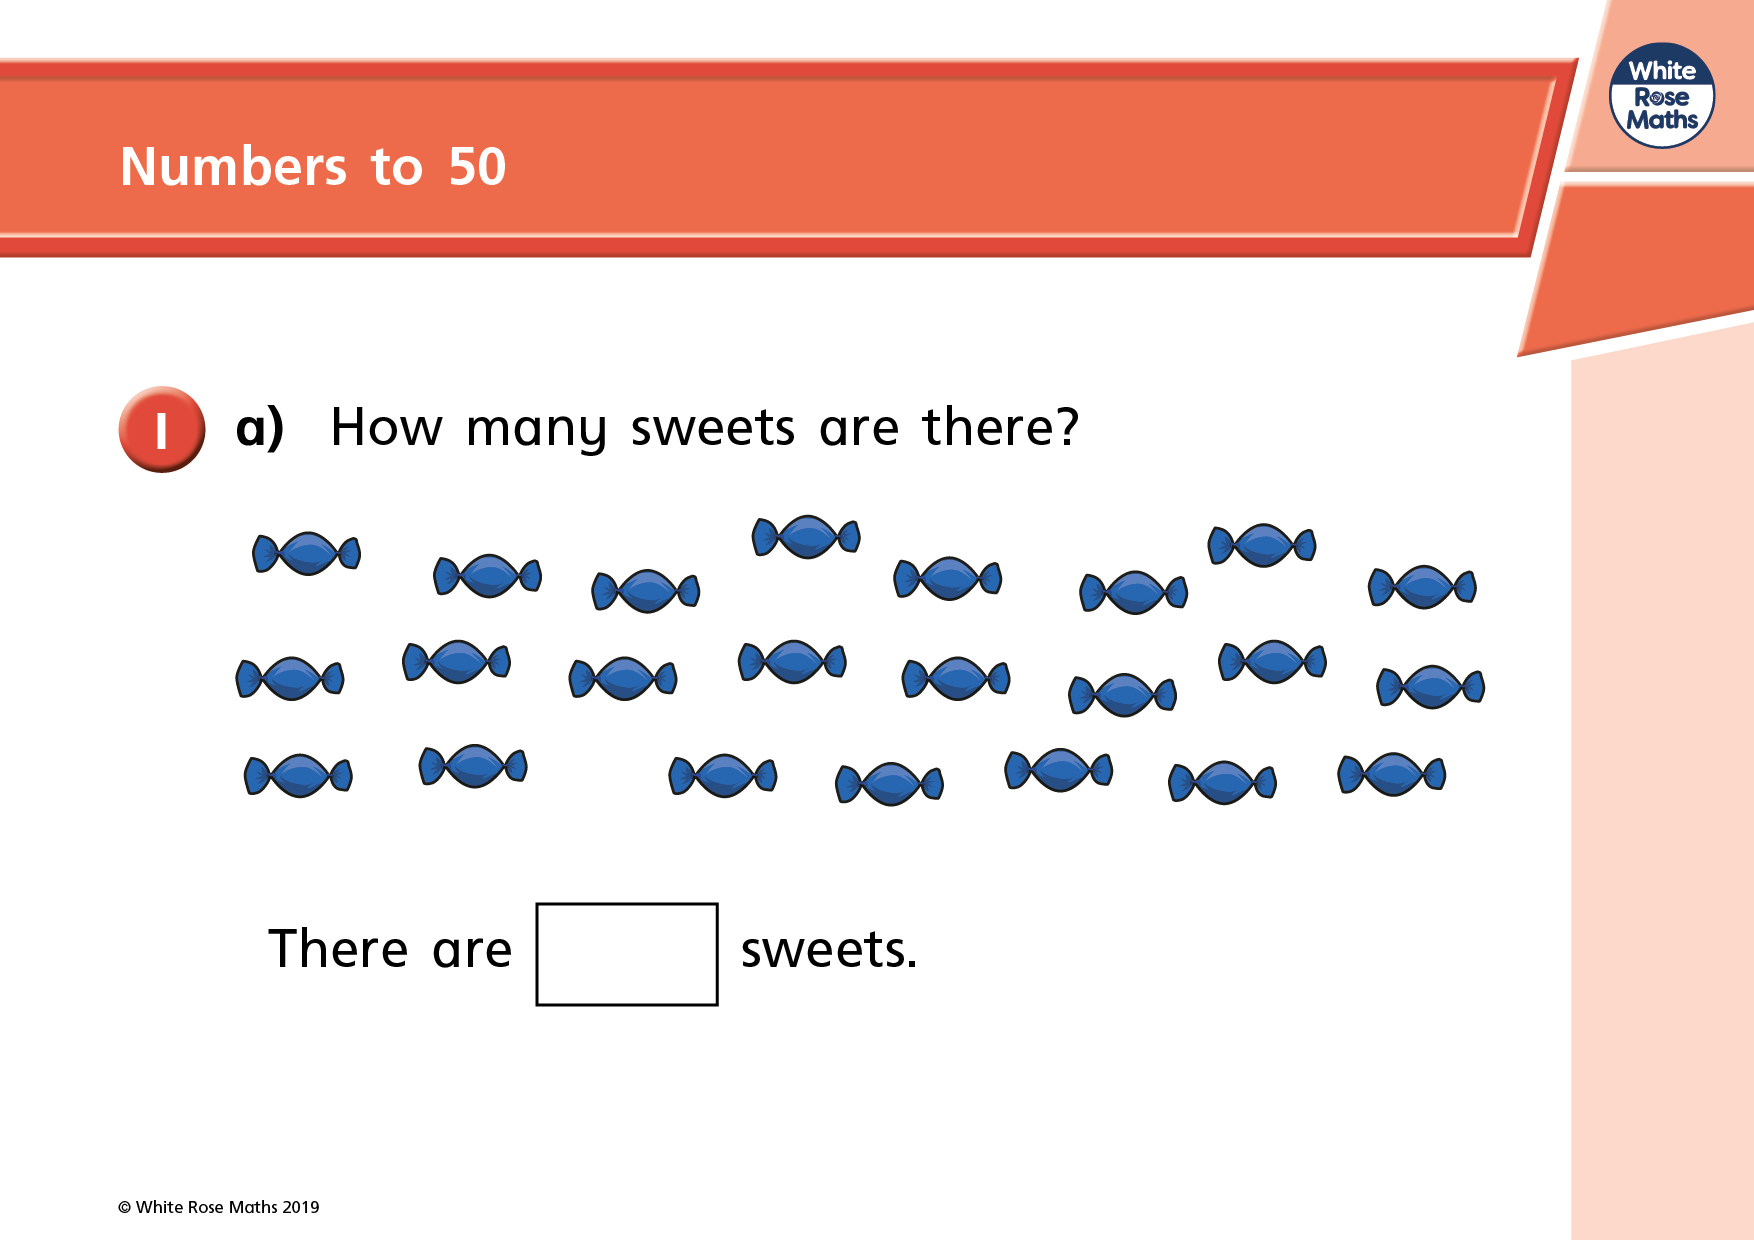 White
Rose
Maths
Numbers to 50
1 a) How many sweets are there?
There are sweets.
© White Rose Maths 2019